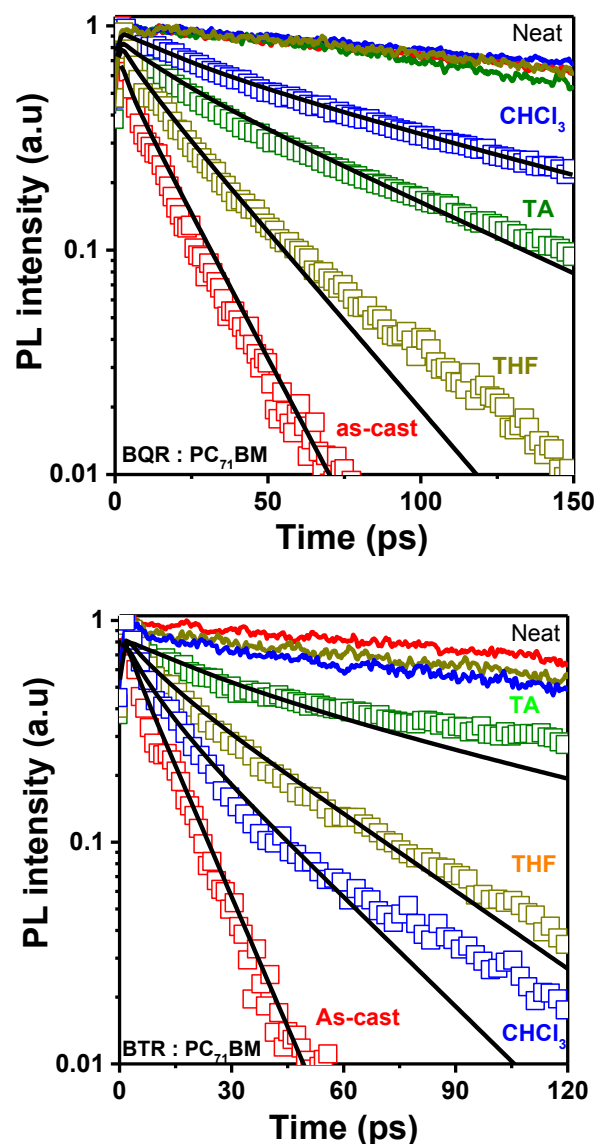 1
Neat
CHCl₃
PL intensity (a.u)
TA
0.1
THF
as-cast
BQR : PC₇₁BM
0.01
0 50 100 150
Time (ps)
1
Neat
TA
PL intensity (a.u)
0.1
THF
As-cast
CHCl₃
BTR : PC₇₁BM
0.01
0 30 60 90 120
Time (ps)